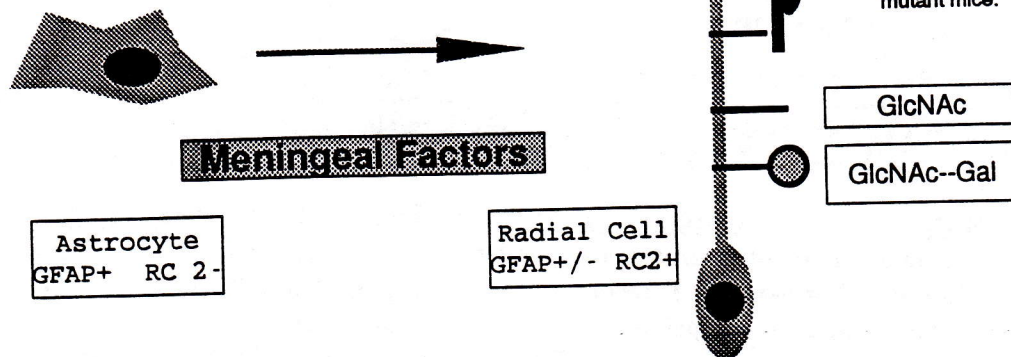 mutant mice.
GlcNAc
Meningeal Factors
GlcNAc--Gal
Astrocyte
GFAP+ RC 2-
Radial Cell
GFAP+/- RC2+